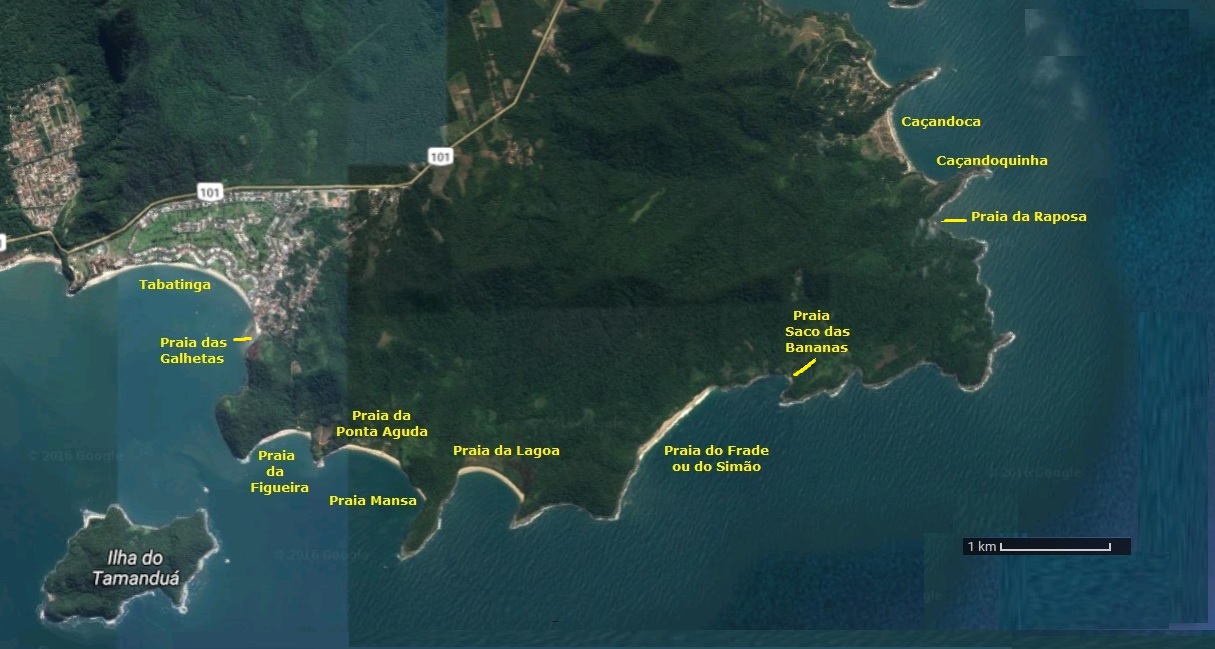 101
Caçandoca
Caçandoquinha
101
Praia da Raposa
Tabatinga
Praia
Saco das
Bananas
Praia das
Galhetas
Praia da
Ponta Aguda
Praia
da
Figueira
Praia da Lagoa
Praia do Frade
ou do Simão
Praia Mansa
© 2016 Google
© 2016 Google
© 2016 Google
Ilha do
Tamanduá
1 km